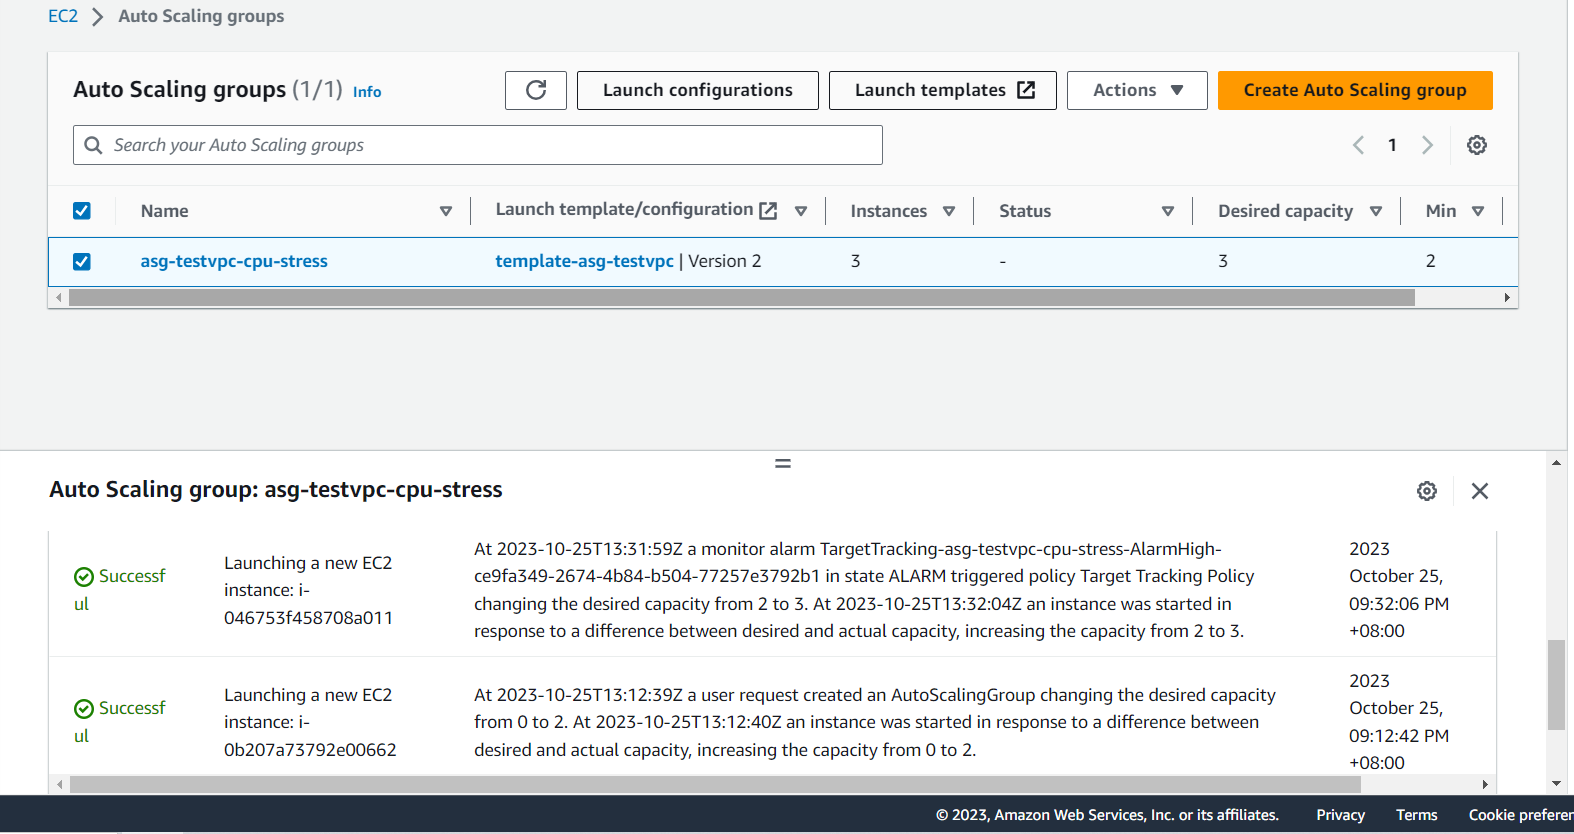 EC2 Auto Scaling groups
Auto Scaling groups (1/1) Info
Launch configurations
Launch templates
Actions
Create Auto Scaling group
Search your Auto Scaling groups
1
Name Launch template/configuration Instances Status Desired capacity Min
asg-testvpc-cpu-stress template-asg-testvpc | Version 2 3 - 3 2
Auto Scaling group: asg-testvpc-cpu-stress
Successf
ul
Launching a new EC2
instance: i-
046753f458708a011
At 2023-10-25T13:31:59Z a monitor alarm TargetTracking-asg-testvpc-cpu-stress-AlarmHigh-
ce9fa349-2674-4b84-b504-77257e3792b1 in state ALARM triggered policy Target Tracking Policy
changing the desired capacity from 2 to 3. At 2023-10-25T13:32:04Z an instance was started in
response to a difference between desired and actual capacity, increasing the capacity from 2 to 3.
2023
October 25,
09:32:06 PM
+08:00
Successf
ul
Launching a new EC2
instance: i-
0b207a73792e00662
At 2023-10-25T13:12:39Z a user request created an AutoScalingGroup changing the desired capacity
from 0 to 2. At 2023-10-25T13:12:40Z an instance was started in response to a difference between
desired and actual capacity, increasing the capacity from 0 to 2.
2023
October 25,
09:12:42 PM
+08:00
© 2023, Amazon Web Services, Inc. or its affiliates. Privacy Terms Cookie preferen